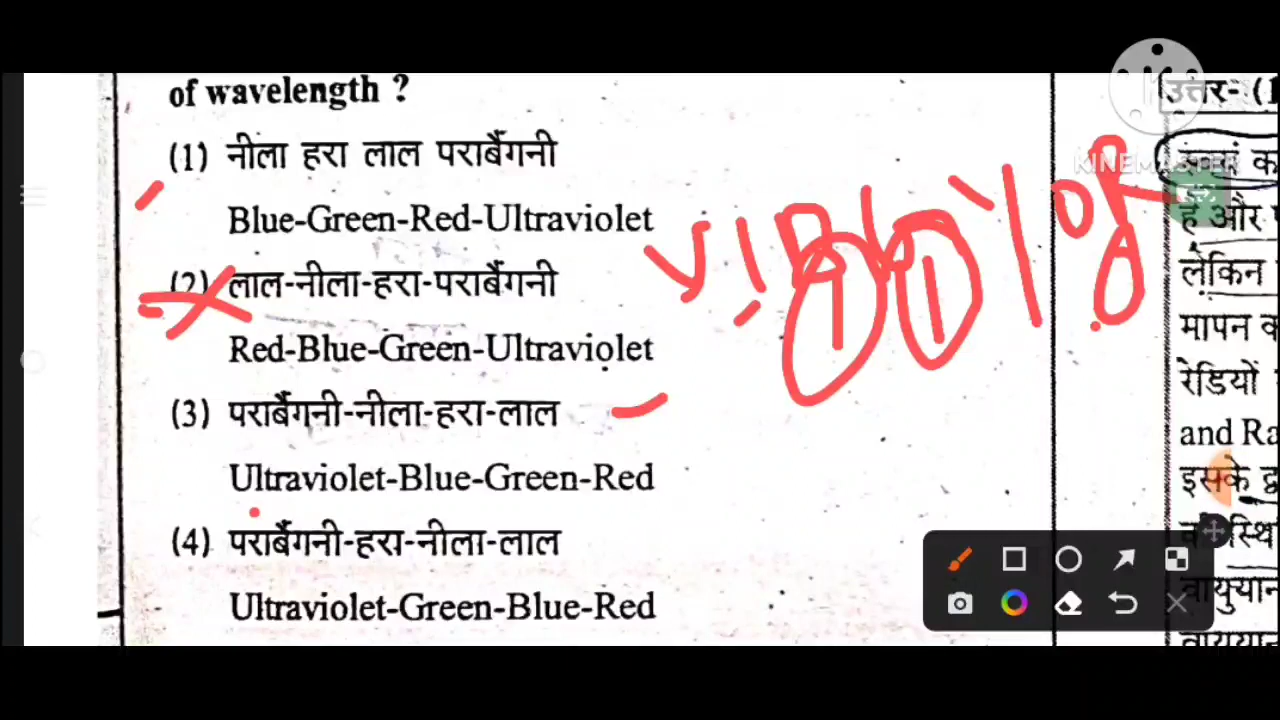 of wavelength ?
(1) नीला हरा लाल पराबैंगनी
Blue-Green-Red-Ultraviolet
(2) लाल-नीला-हरा-पराबैंगनी
Red-Blue-Green-Ultraviolet
(3) पराबैंगनी-नीला-हरा-लाल
Ultraviolet-Blue-Green-Red
(4) पराबैंगनी-हरा-नीला-लाल
Ultraviolet-Green-Blue-Red
उत्तर- (1
KINEMASTER
है और
लेकिन
मापन क
रेडियों
and Ra
इसके द्व
स्थि
वायुयान
वायुयान